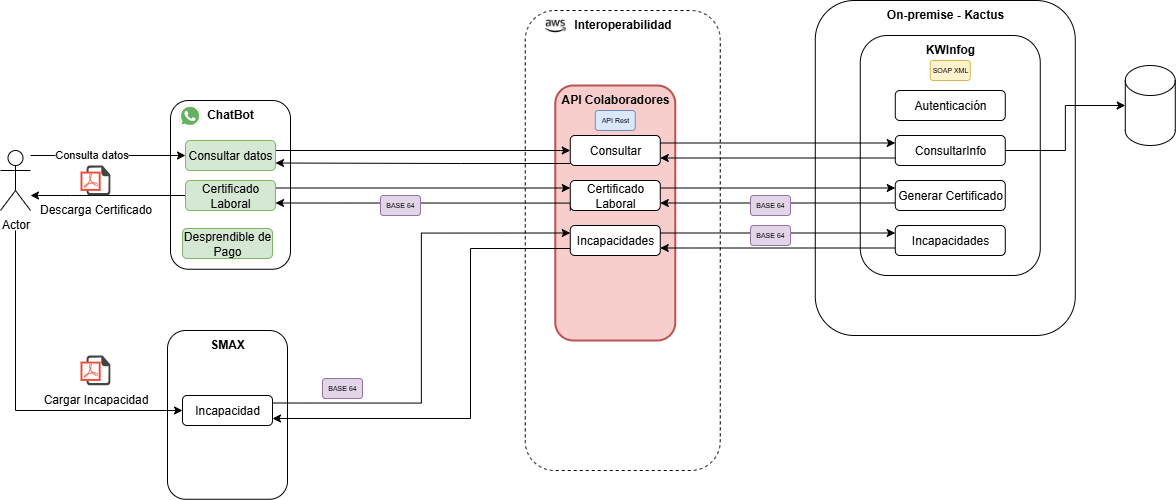 On-premise - Kactus
aws
Interoperabilidad
KWInfog
SOAP XML
API Colaboradores
API Rest
Autenticación
ChatBot
Consulta datos
Consultar datos
Consultar
ConsultarInfo
Descarga Certificado
Certificado
Laboral
BASE 64
Certificado
Laboral
BASE 64
Generar Certificado
Actor
Desprendible de
Pago
Incapacidades
BASE 64
Incapacidades
SMAX
BASE 64
Cargar Incapacidad
Incapacidad